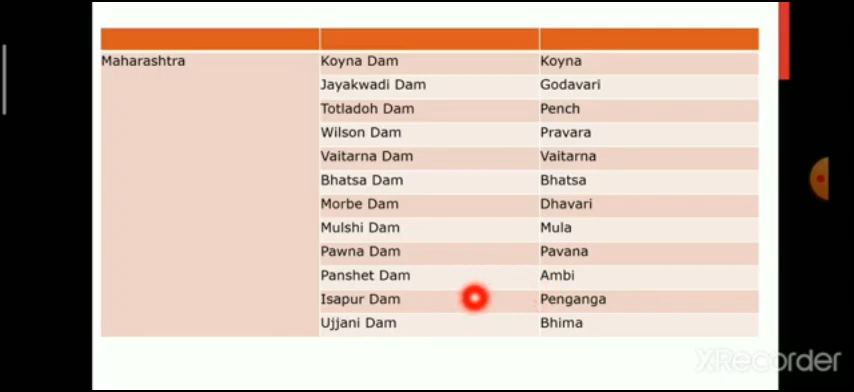 Maharashtra Koyna Dam Koyna
Jayakwadi Dam Godavari
Totladoh Dam Pench
Wilson Dam Pravara
Vaitarna Dam Vaitarna
Bhatsa Dam Bhatsa
Morbe Dam Dhavari
Mulshi Dam Mula
Pawna Dam Pavana
Panshet Dam Ambi
Isapur Dam Penganga
Ujjani Dam Bhima
XRecorder